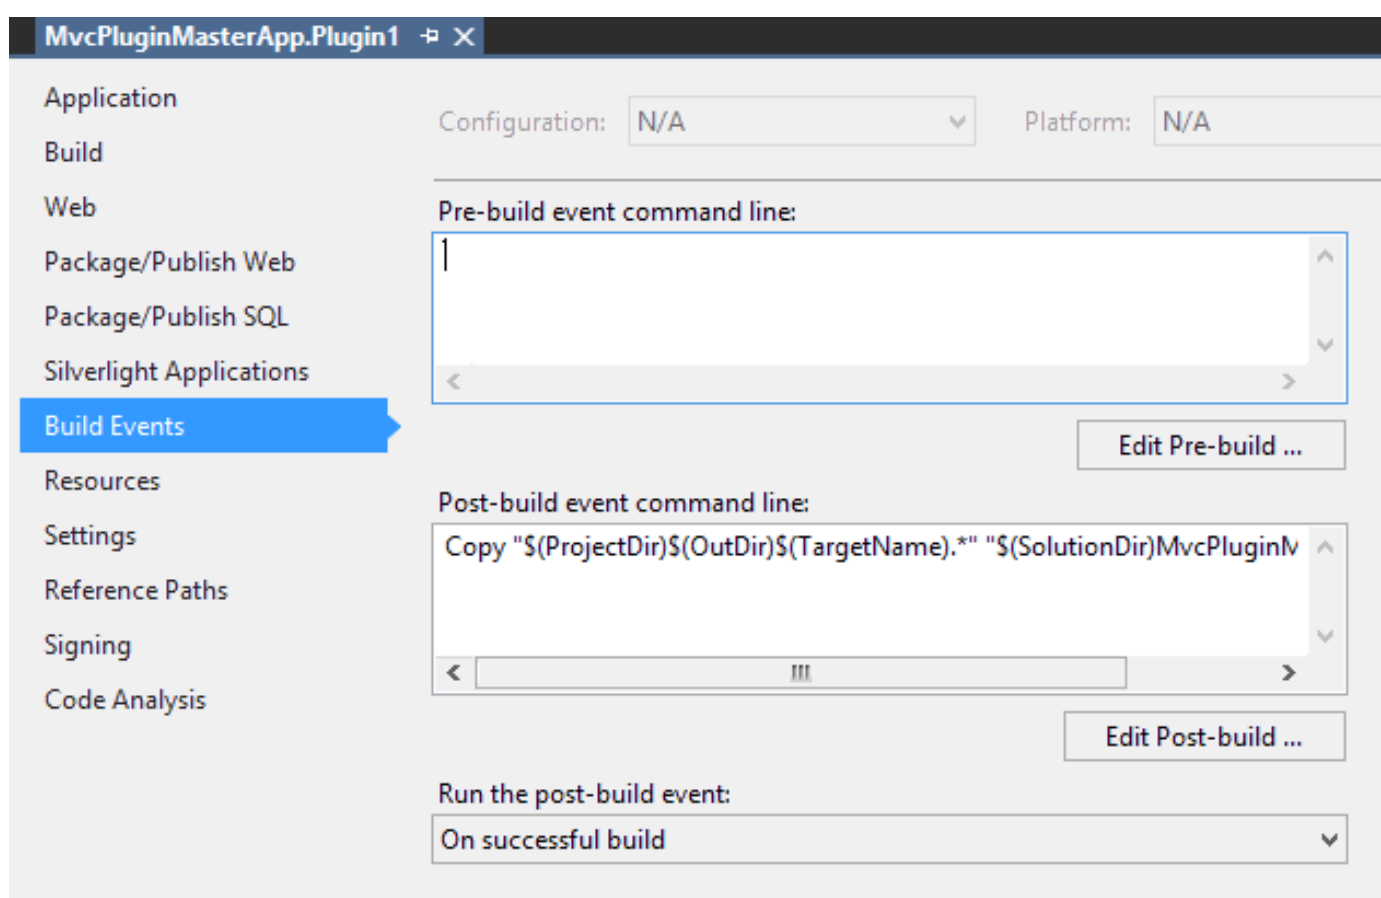 MvcPluginMasterApp.Plugin1
Application
Build
Web
Package/Publish Web
Package/Publish SQL
Silverlight Applications
Build Events
Resources
Settings
Reference Paths
Signing
Code Analysis
Configuration: N/A Platform: N/A
Pre-build event command line:
Edit Pre-build ...
Post-build event command line:
Copy "$(ProjectDir)$(OutDir)$(TargetName).*" "$(SolutionDir)MvcPluginM
Edit Post-build ...
Run the post-build event:
On successful build